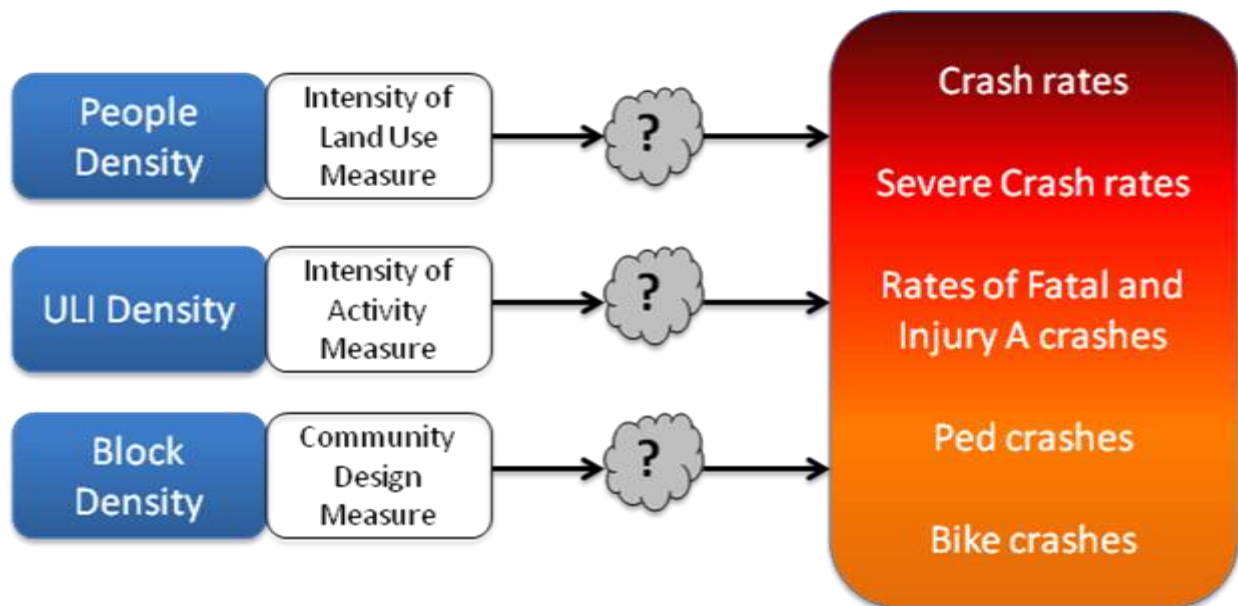 People
Density
Intensity of
Land Use
Measure
?
ULI Density
Intensity of
Activity
Measure
?
Block
Density
Community
Design
Measure
?
Crash rates
Severe Crash rates
Rates of Fatal and
Injury A crashes
Ped crashes
Bike crashes